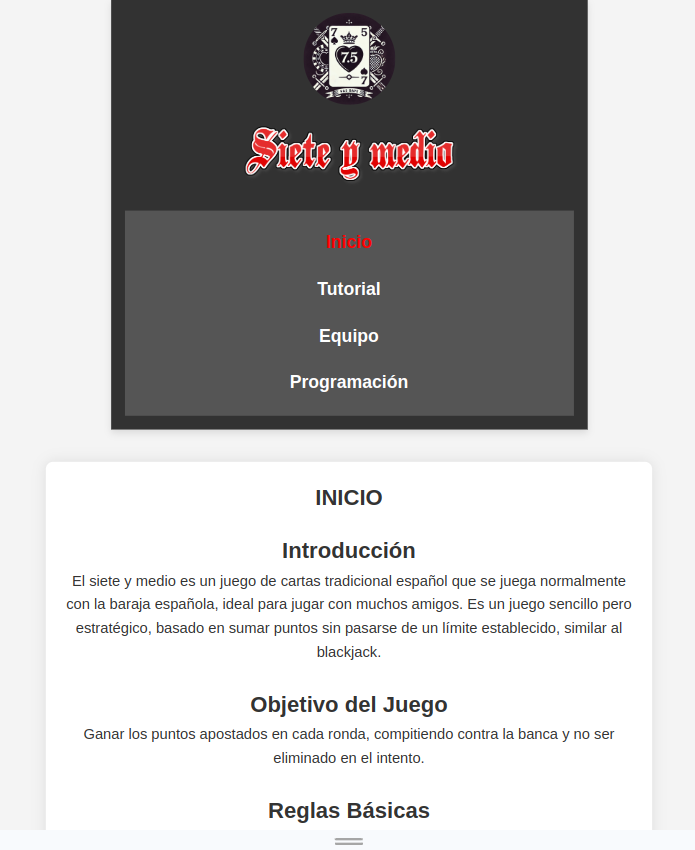 7 5
7.5
7
Siete y medio
Inicio
Tutorial
Equipo
Programación
INICIO
Introducción
El siete y medio es un juego de cartas tradicional español que se juega normalmente
con la baraja española, ideal para jugar con muchos amigos. Es un juego sencillo pero
estratégico, basado en sumar puntos sin pasarse de un límite establecido, similar al
blackjack.
Objetivo del Juego
Ganar los puntos apostados en cada ronda, compitiendo contra la banca y no ser
eliminado en el intento.
Reglas Básicas